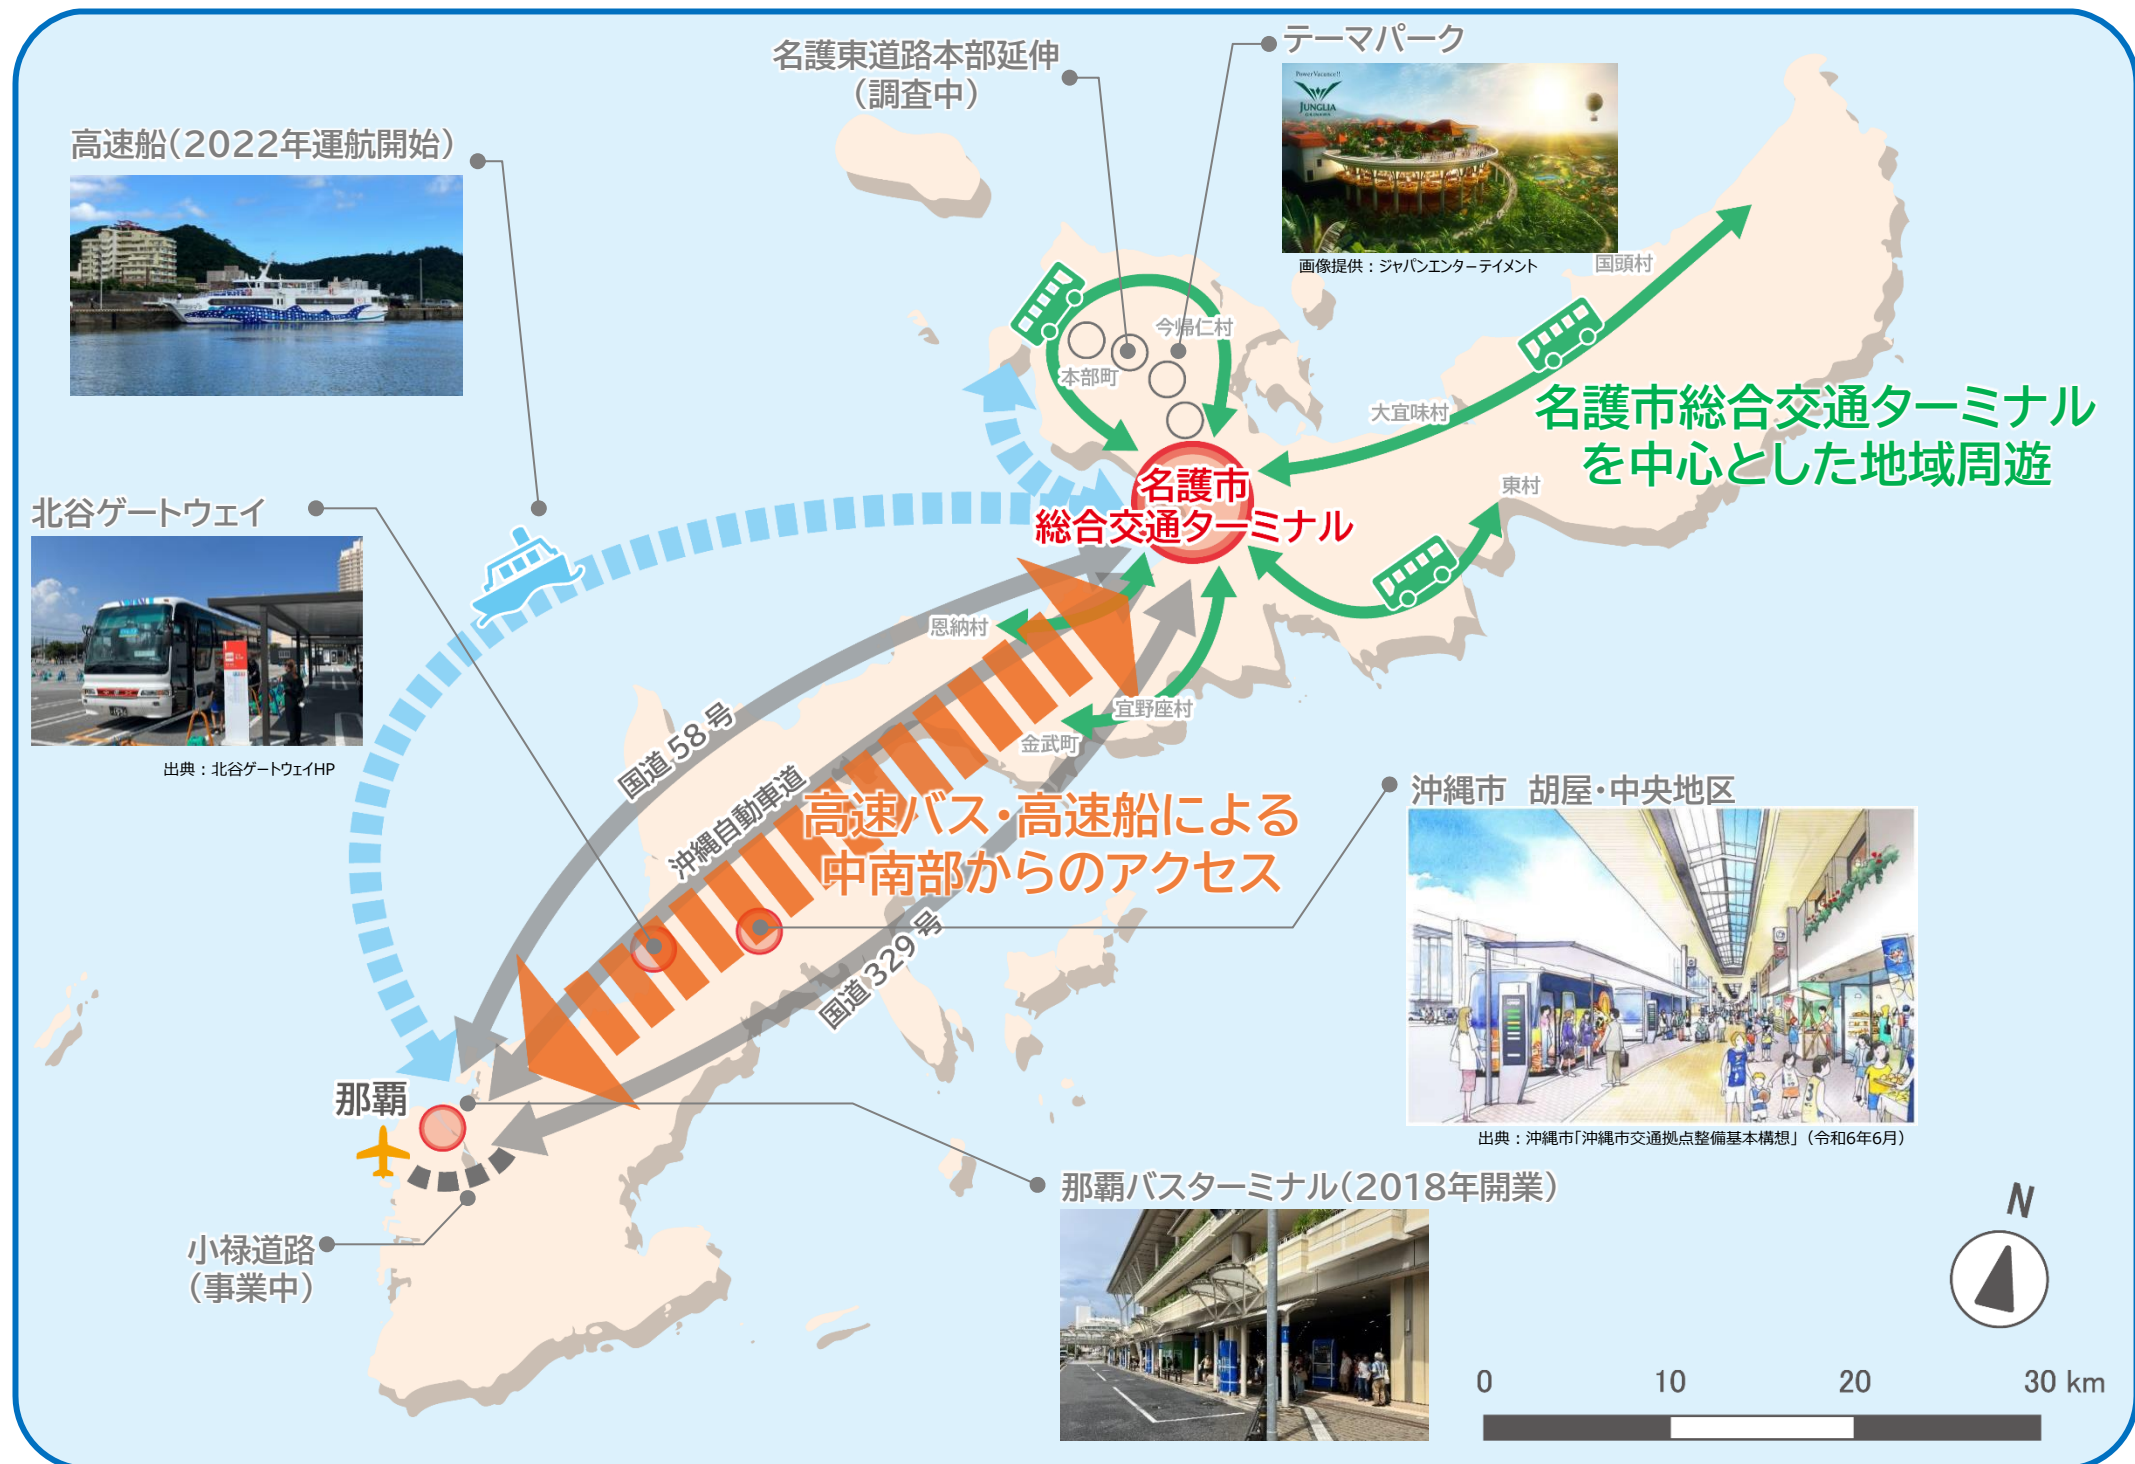 名護東道路本部延伸
（調査中）
テーマパーク
PowerVacance!!
JUNGLIA
画像提供：ジャパンエンターテイメント
高速船（2022年運航開始）
国頭村
今帰仁村
本部町
大宜味村
名護市総合交通ターミナル
を中心とした地域周遊
東村
名護市
総合交通ターミナル
北谷ゲートウェイ
出典：北谷ゲートウェイHP
恩納村
宜野座村
金武町
国道58号
沖縄自動車道
高速バス・高速船による
中南部からのアクセス
国道329号
沖縄市　胡屋・中央地区
出典：沖縄市「沖縄市交通拠点整備基本構想」（令和6年6月）
那覇
那覇バスターミナル（2018年開業）
小禄道路
（事業中）
N
0 10 20 30 km